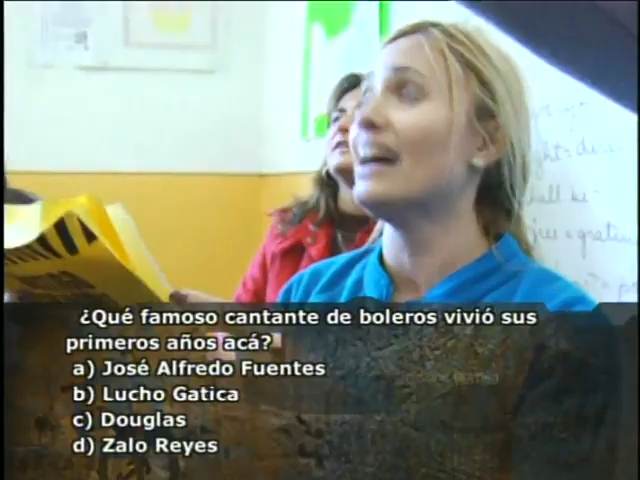 ¿Qué famoso cantante de boleros vivió sus
primeros años acá?
a) José Alfredo Fuentes
b) Lucho Gatica
c) Douglas
d) Zalo Reyes